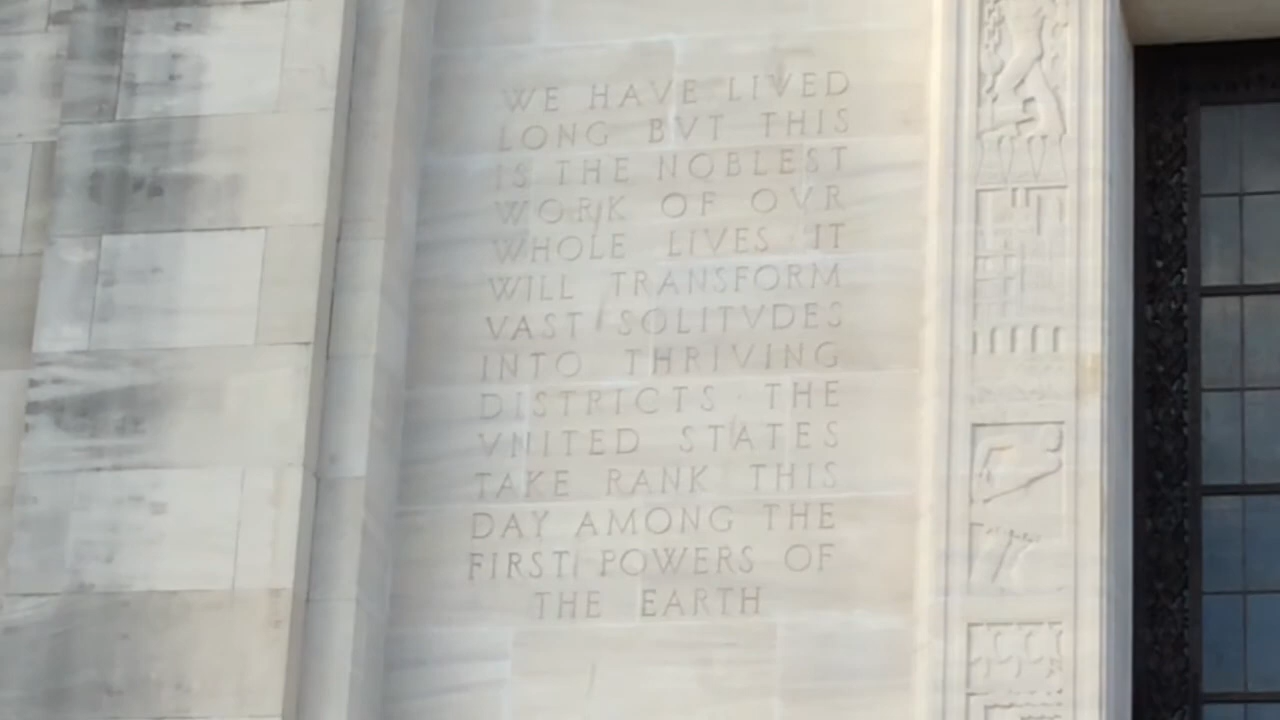 WE HAVE LIVED
LONG BVT THIS
IS THE NOBLEST
WORK OF OVR
WHOLE LIVES IT
WILL TRANSFORM
VAST SOLITVDES
INTO THRIVING
DISTRICTS THE
VNITED STATES
TAKE RANK THIS
DAY AMONG THE
FIRST POWERS OF
THE EARTH